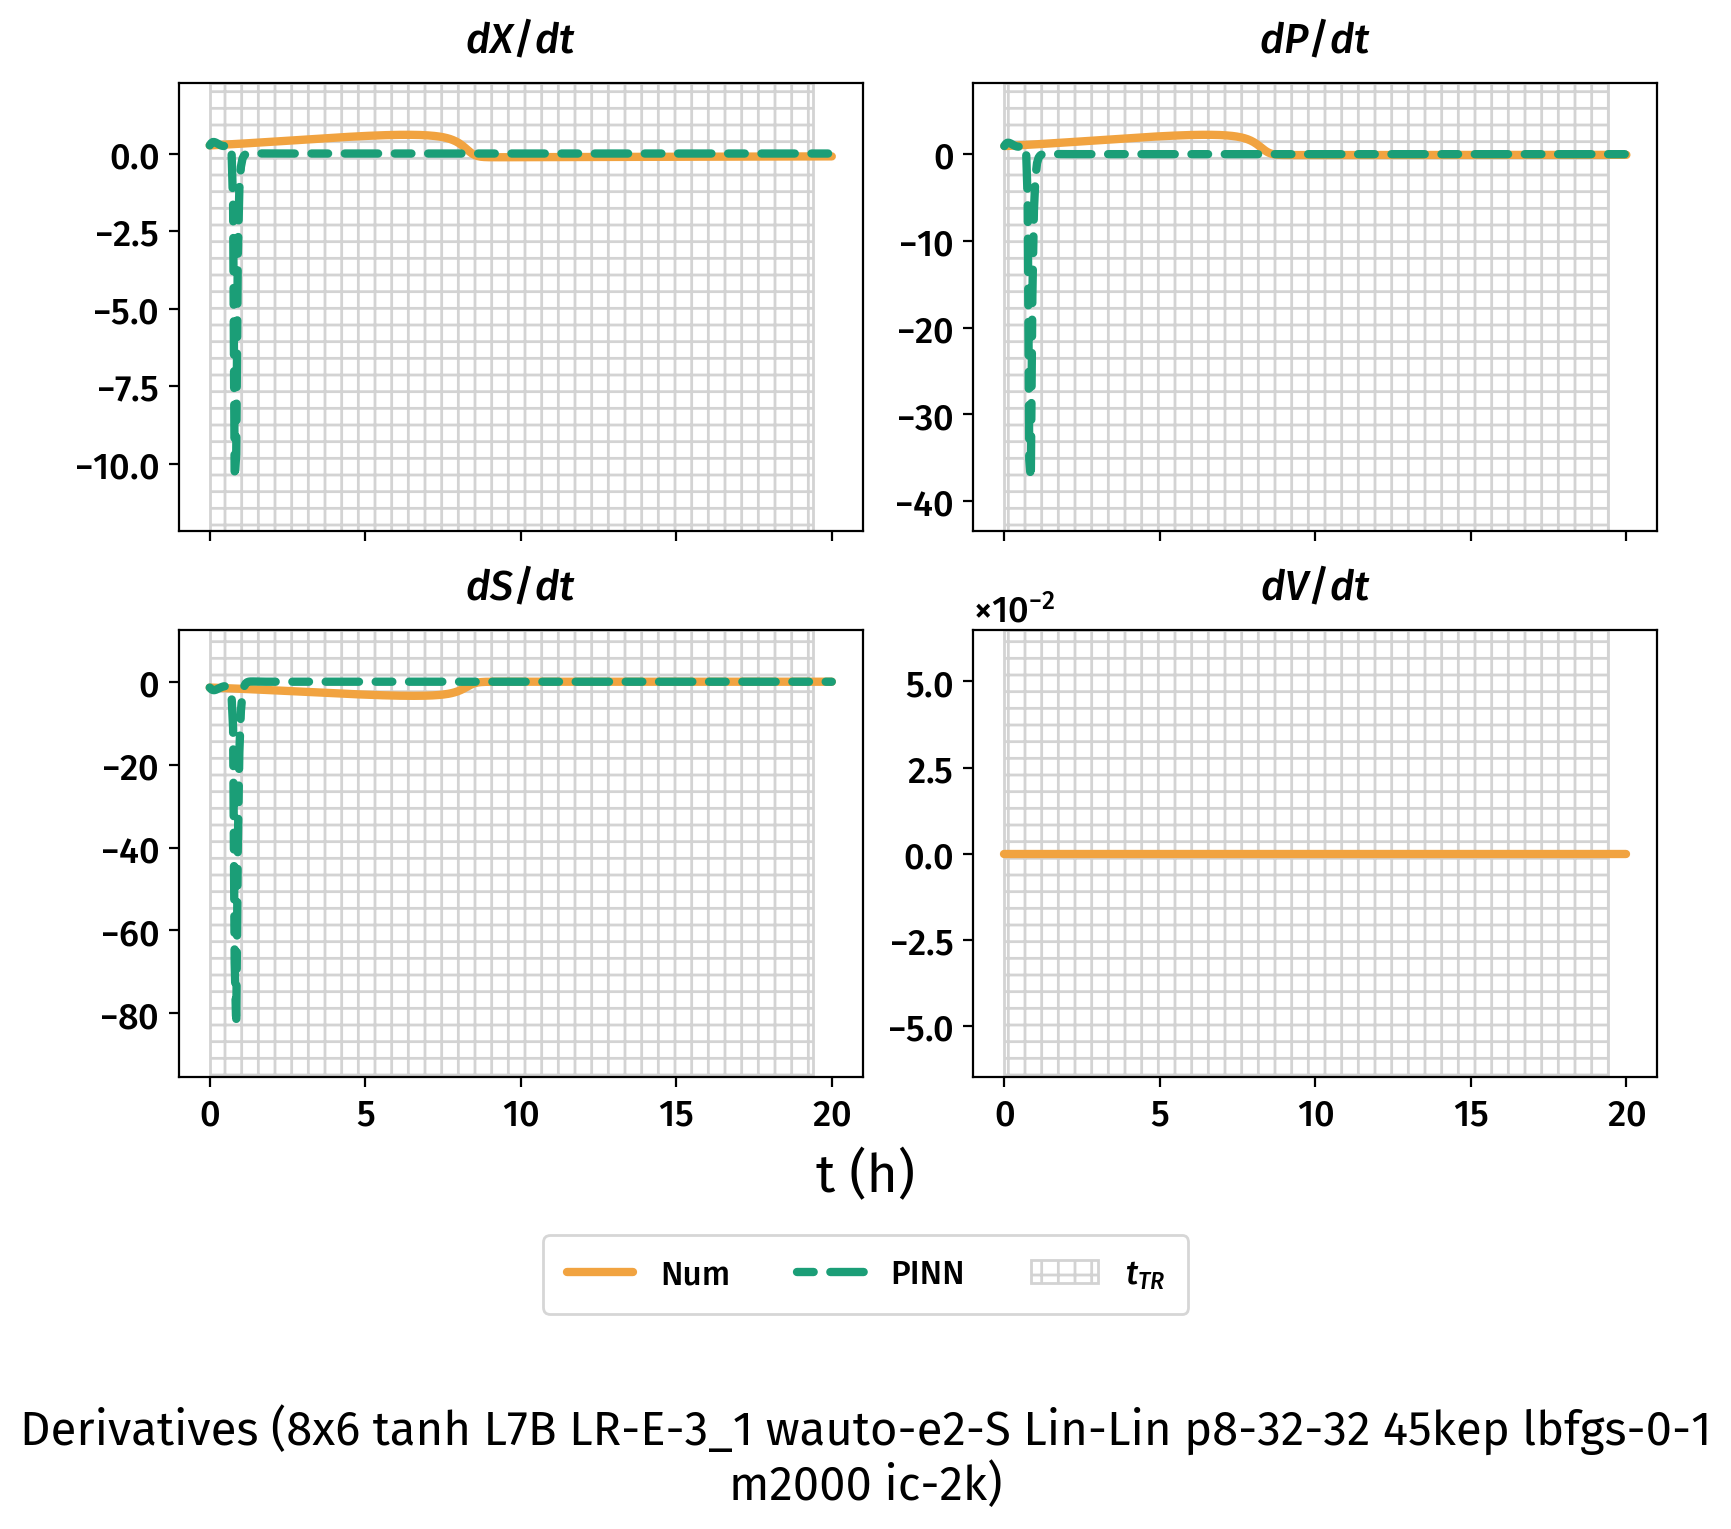 dX/dt
dP/dt
0.0
−2.5
−5.0
−7.5
−10.0
0
−10
−20
−30
−40
dS/dt
dV/dt
×10⁻²
0
−20
−40
−60
−80
5.0
2.5
0.0
−2.5
−5.0
0 5 10 15 20
0 5 10 15 20
t (h)
Num PINN t_TR
Derivatives (8x6 tanh L7B LR-E-3_1 wauto-e2-S Lin-Lin p8-32-32 45kep lbfgs-0-1
m2000 ic-2k)